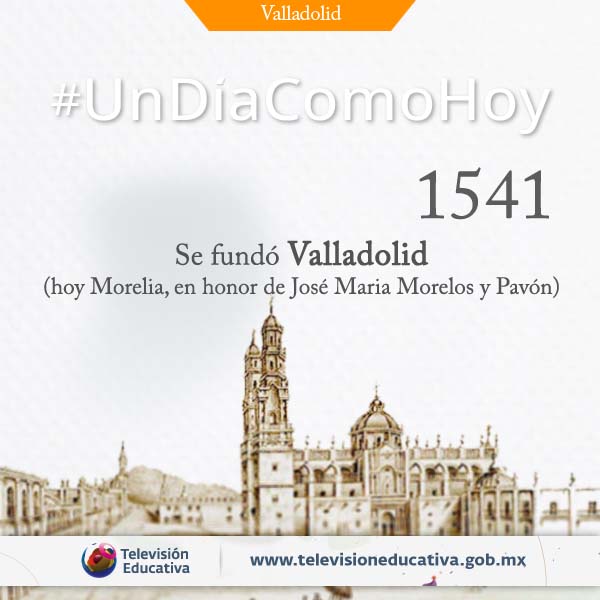 Valladolid
#UnDiaComoHoy
1541
Se fundó Valladolid
(hoy Morelia, en honor de José Maria Morelos y Pavón)
Televisión
Educativa
www.televisioneducativa.gob.mx